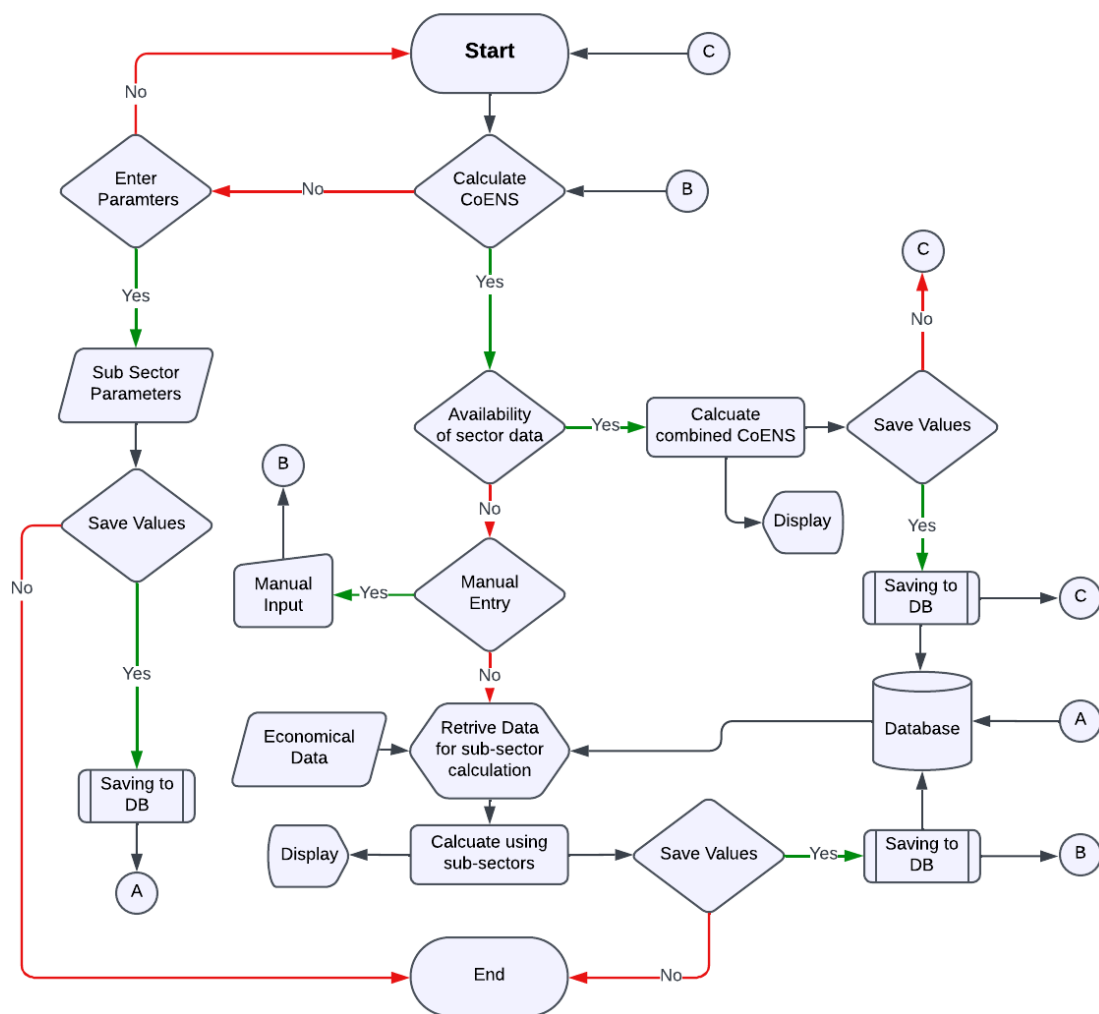 Start
C
No
Enter
Paramters
No
Calculate
CoENS
B
C
Yes
Yes
No
Sub Sector
Parameters
Availability
of sector data
Yes
Calcuate
combined CoENS
Save Values
B
No
Display
Save Values
Yes
No
Manual
Input
Yes
Manual
Entry
Saving to
DB
C
Yes
No
Economical
Data
Retrive Data
for sub-sector
calculation
Database
A
Saving to
DB
Display
Calcuate using
sub-sectors
Save Values
Yes
Saving to
DB
B
A
End
No